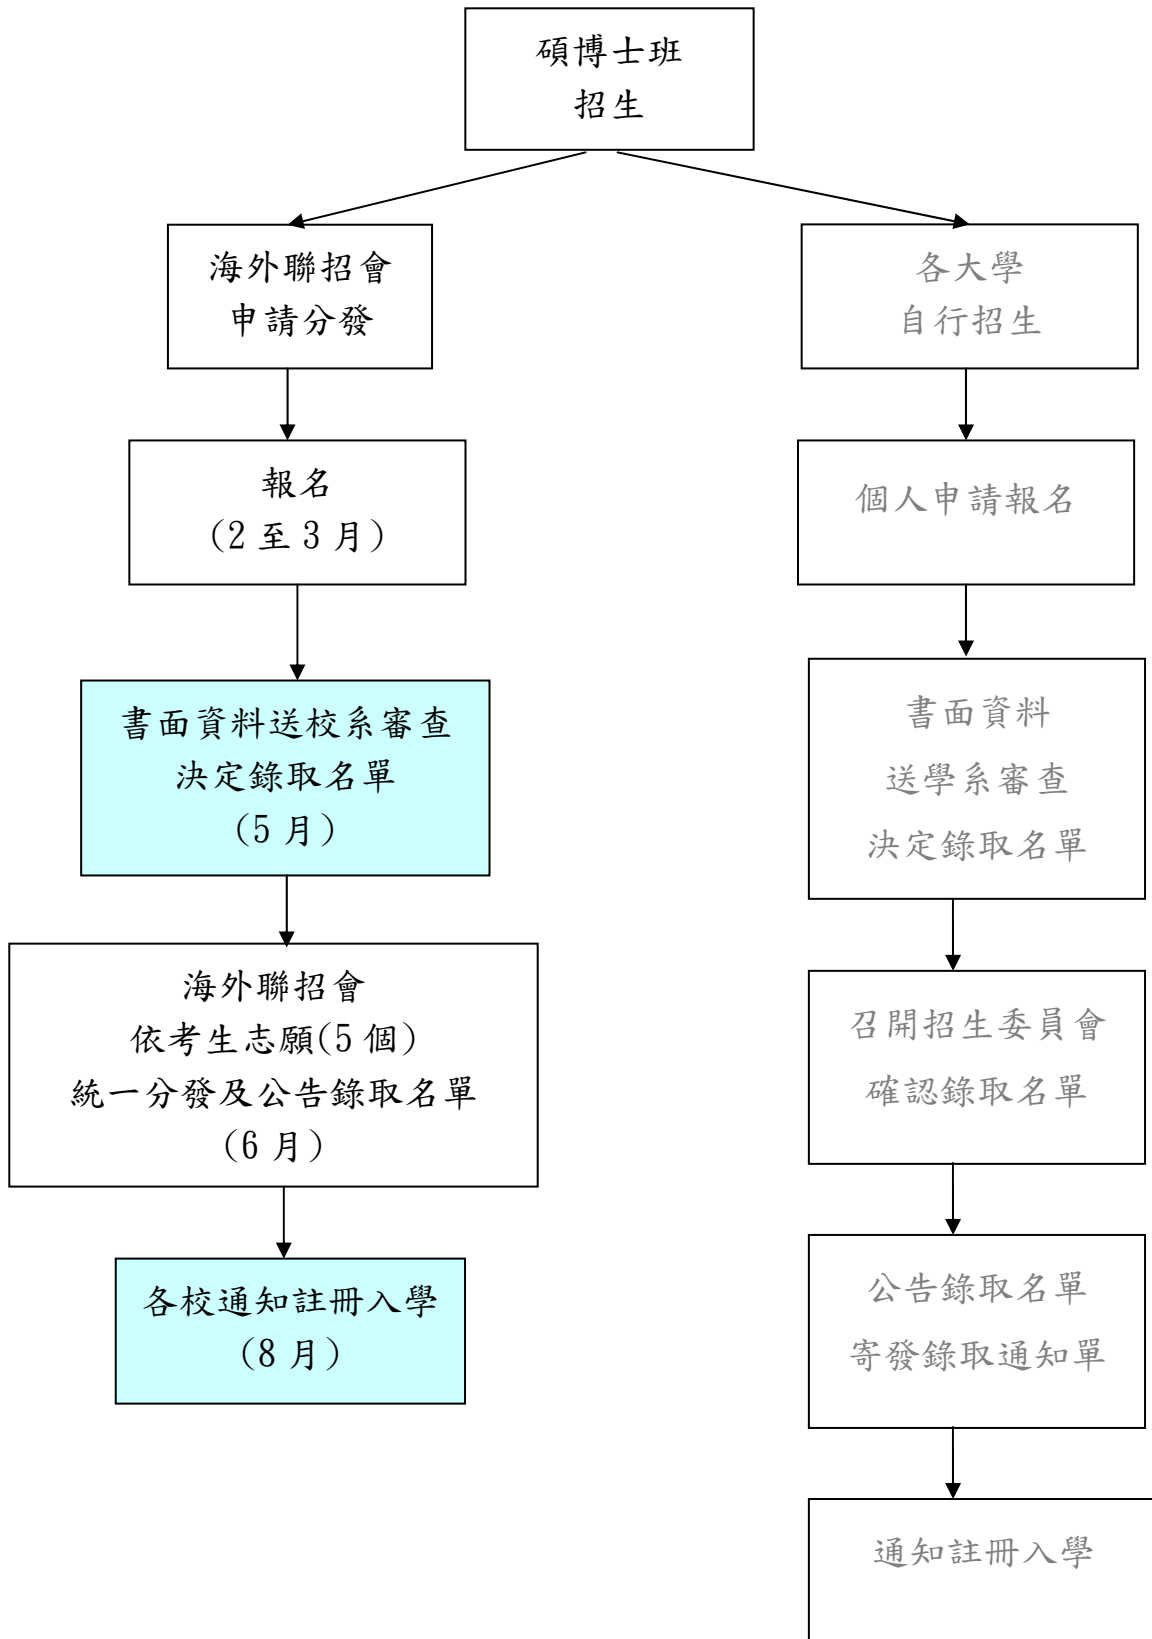 碩博士班
招生
海外聯招會
申請分發
報名
(2 至 3 月)
書面資料送校系審查
決定錄取名單
(5 月)
海外聯招會
依考生志願(5 個)
統一分發及公告錄取名單
(6 月)
各校通知註冊入學
(8 月)
各大學
自行招生
個人申請報名
書面資料
送學系審查
決定錄取名單
召開招生委員會
確認錄取名單
公告錄取名單
寄發錄取通知單
通知註冊入學